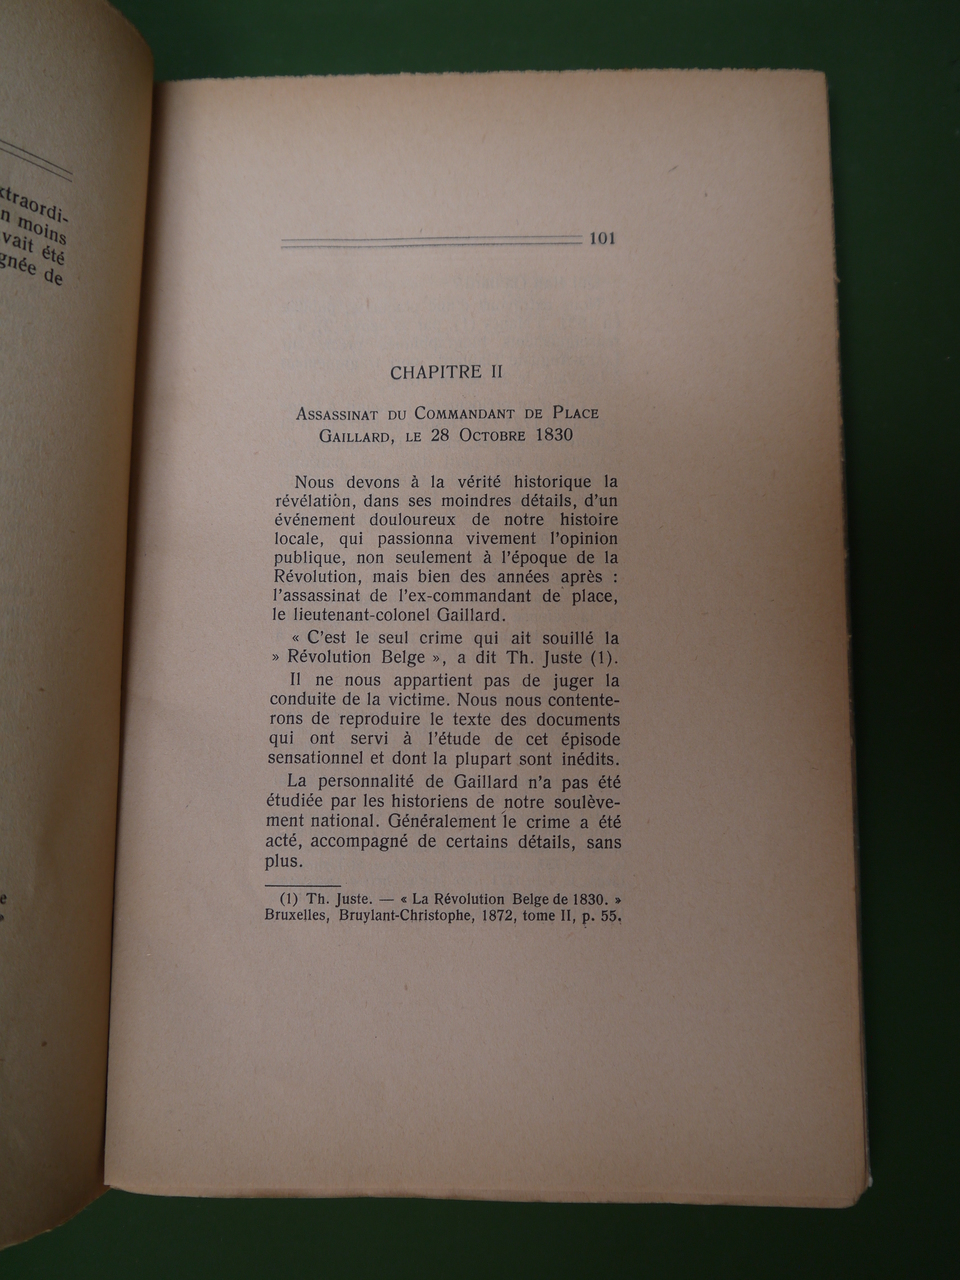 xtraordi-
n moins
vait été
gnée de
101
CHAPITRE II
ASSASSINAT DU COMMANDANT DE PLACE
GAILLARD, LE 28 OCTOBRE 1830
Nous devons à la vérité historique la
révélation, dans ses moindres détails, d'un
événement douloureux de notre histoire
locale, qui passionna vivement l'opinion
publique, non seulement à l'époque de la
Révolution, mais bien des années après :
l'assassinat de l'ex-commandant de place,
le lieutenant-colonel Gaillard.
« C'est le seul crime qui ait souillé la
» Révolution Belge », a dit Th. Juste (1).
Il ne nous appartient pas de juger la
conduite de la victime. Nous nous contente-
rons de reproduire le texte des documents
qui ont servi à l'étude de cet épisode
sensationnel et dont la plupart sont inédits.
La personnalité de Gaillard n'a pas été
étudiée par les historiens de notre soulève-
ment national. Généralement le crime a été
acté, accompagné de certains détails, sans
plus.
(1) Th. Juste. — « La Révolution Belge de 1830. »
Bruxelles, Bruylant-Christophe, 1872, tome II, p. 55.